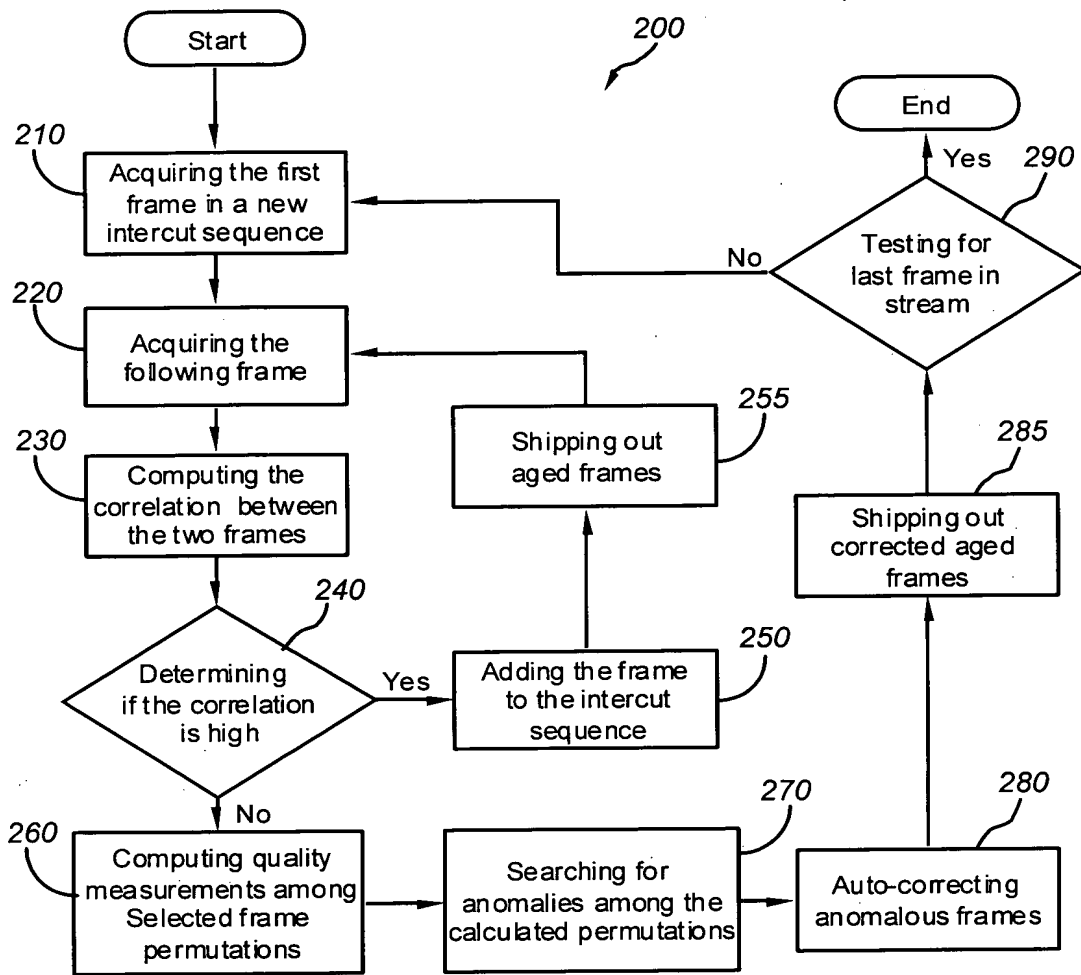 Start
200
End
210
Acquiring the first
frame in a new
intercut sequence
Yes
290
No
Testing for
last frame in
stream
220
Acquiring the
following frame
255
Shipping out
aged frames
230
Computing the
correlation between
the two frames
285
Shipping out
corrected aged
frames
240
Determining
if the correlation
is high
Yes
250
Adding the frame
to the intercut
sequence
No
260
Computing quality
measurements among
Selected frame
permutations
270
Searching for
anomalies among the
calculated permutations
280
Auto-correcting
anomalous frames